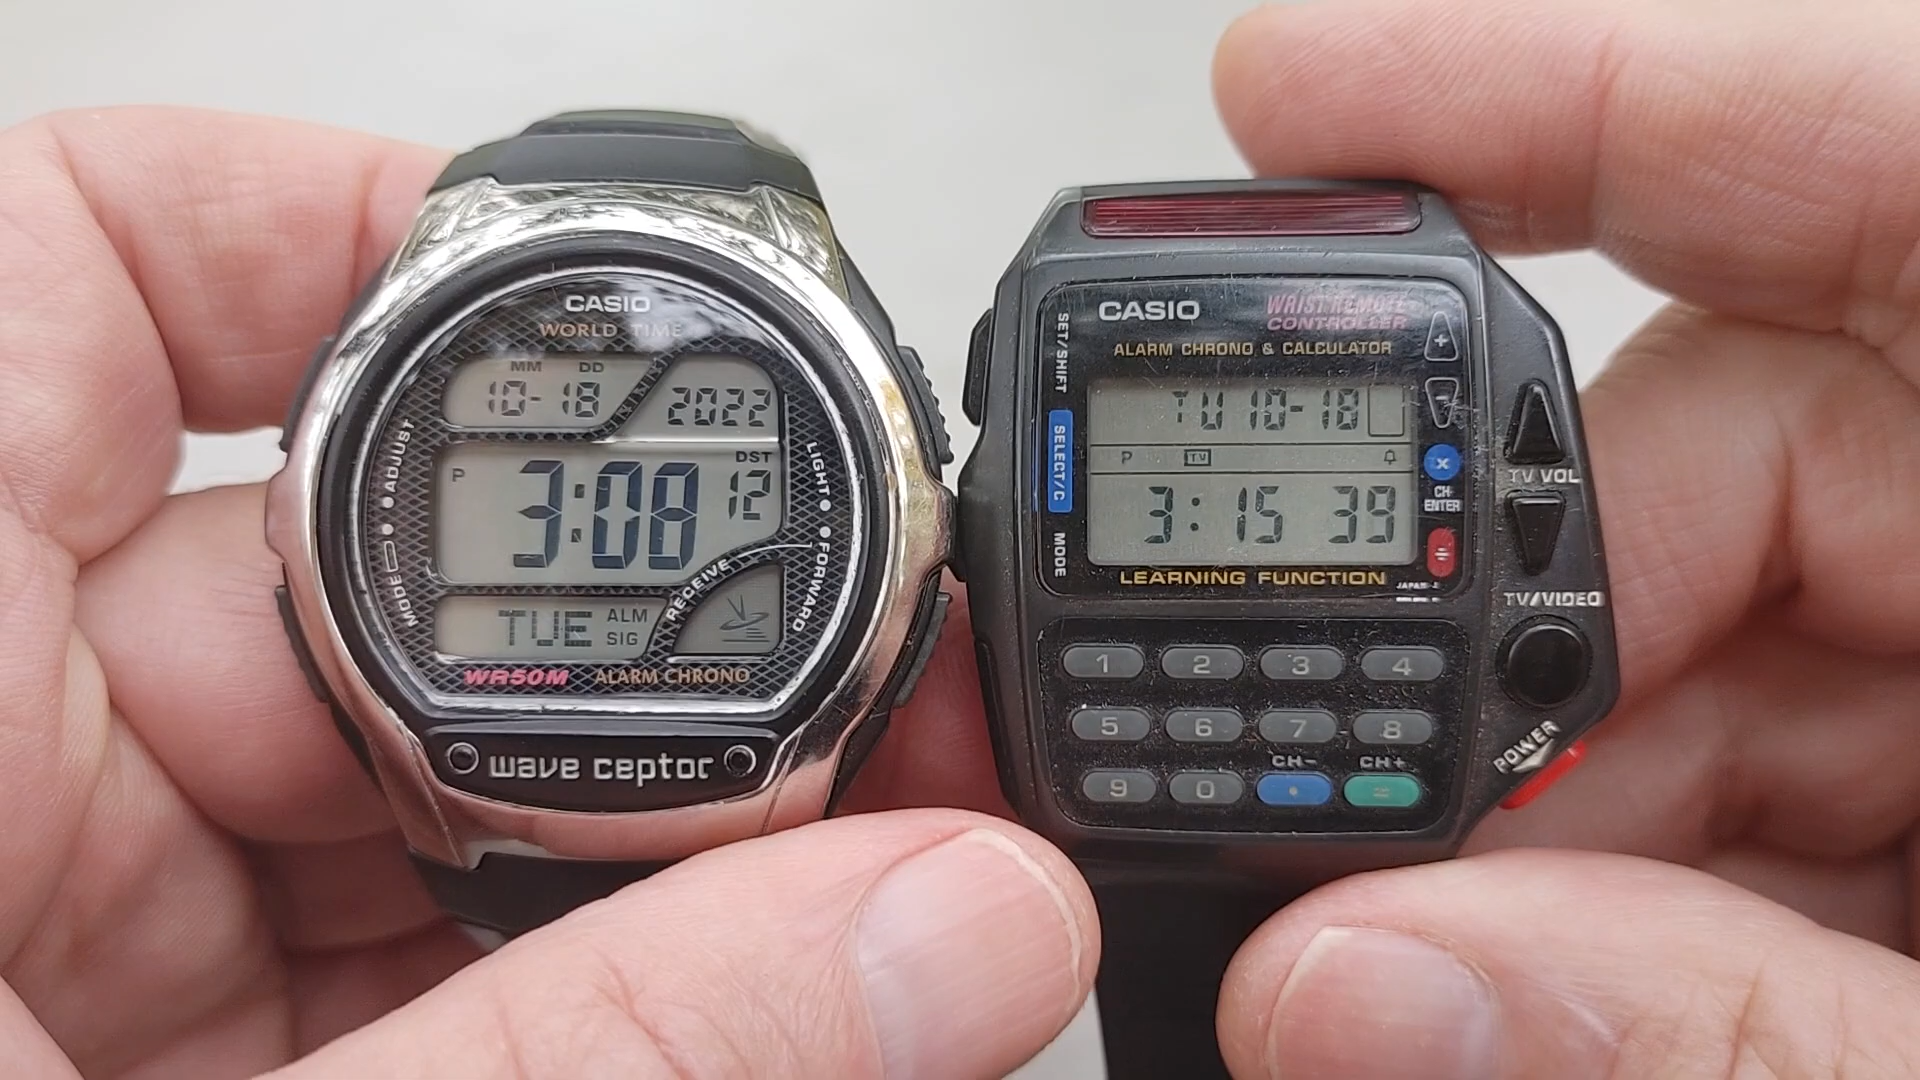 CASIO
WORLD TIME
MM DD
10-18 2022
ADJUST
LIGHT
DST
P 3:08 12
MODE
RECEIVE
FORWARD
TUE ALM
SIG
WR50M ALARM CHRONO
wave ceptor
CASIO WRIST REMOTE
CONTROLLER
ALARM CHRONO & CALCULATOR
SET/SHIFT
+
-
TU 10-18
SELECT/C
P TV
×
CH
ENTER
3:15 39
MODE
÷
LEARNING FUNCTION
JAPAN
TV VOL
TV/VIDEO
1 2 3 4
5 6 7 8
CH- CH+
9 0 • =
POWER